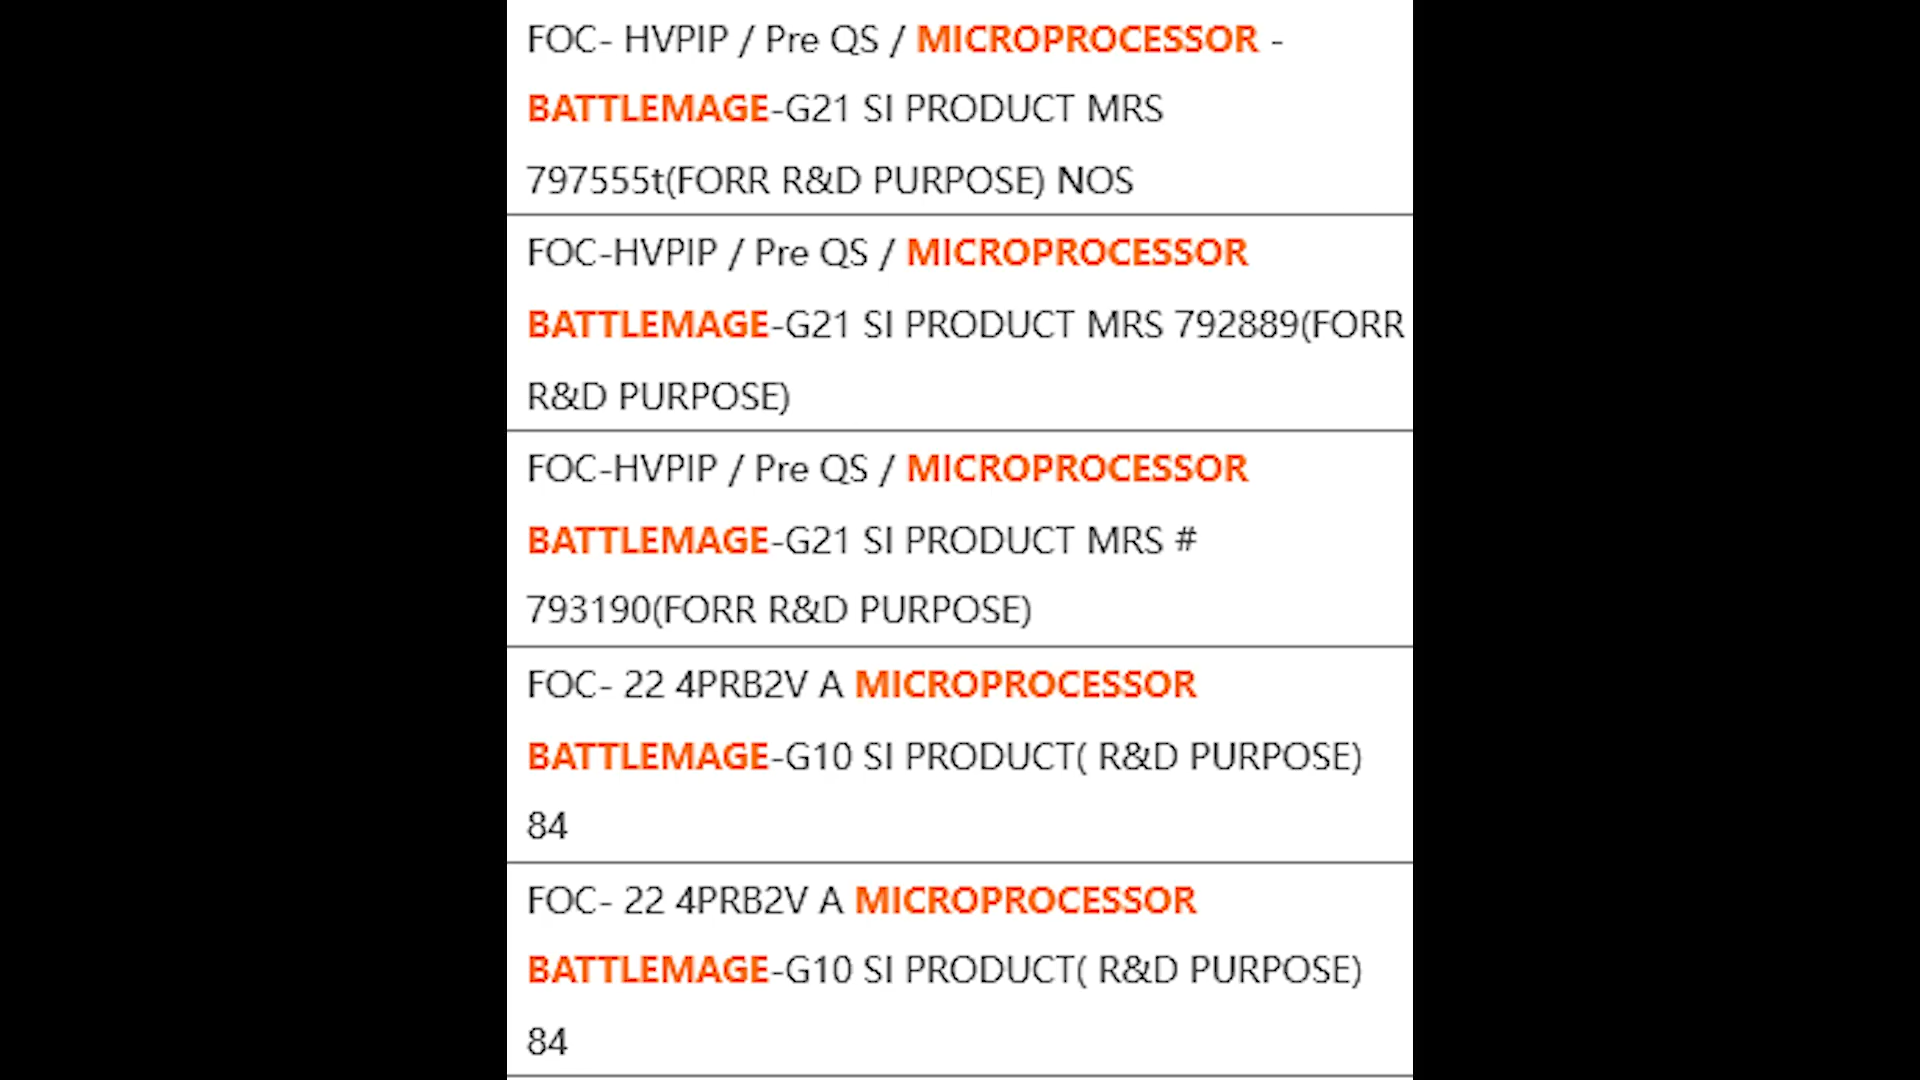 FOC- HVPIP / Pre QS / MICROPROCESSOR -
BATTLEMAGE-G21 SI PRODUCT MRS
797555t(FORR R&D PURPOSE) NOS
FOC-HVPIP / Pre QS / MICROPROCESSOR
BATTLEMAGE-G21 SI PRODUCT MRS 792889(FORR
R&D PURPOSE)
FOC-HVPIP / Pre QS / MICROPROCESSOR
BATTLEMAGE-G21 SI PRODUCT MRS #
793190(FORR R&D PURPOSE)
FOC- 22 4PRB2V A MICROPROCESSOR
BATTLEMAGE-G10 SI PRODUCT( R&D PURPOSE)
84
FOC- 22 4PRB2V A MICROPROCESSOR
BATTLEMAGE-G10 SI PRODUCT( R&D PURPOSE)
84